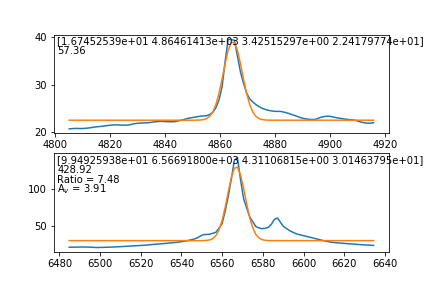 40
[1.67452539e+01 4.86461413e+03 3.42515297e+00 2.24179774e+01]
57.36
30
20
4800 4820 4840 4860 4880 4900 4920
[9.94925938e+01 6.56691800e+03 4.31106815e+00 3.01463795e+01]
428.92
Ratio = 7.48
Aᵥ = 3.91
100
50
6480 6500 6520 6540 6560 6580 6600 6620 6640